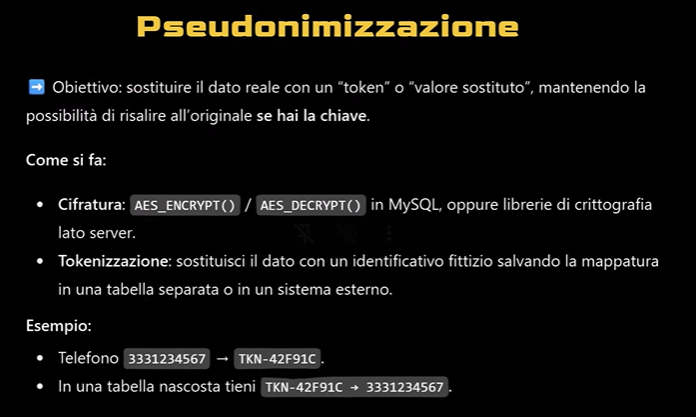 Pseudonimizzazione
➡️ Obiettivo: sostituire il dato reale con un “token” o “valore sostituto”, mantenendo la
possibilità di risalire all’originale se hai la chiave.
Come si fa:
• Cifratura: AES_ENCRYPT() / AES_DECRYPT() in MySQL, oppure librerie di crittografia
lato server.
• Tokenizzazione: sostituisci il dato con un identificativo fittizio salvando la mappatura
in una tabella separata o in un sistema esterno.
Esempio:
• Telefono 3331234567 → TKN-42F91C.
• In una tabella nascosta tieni TKN-42F91C → 3331234567.